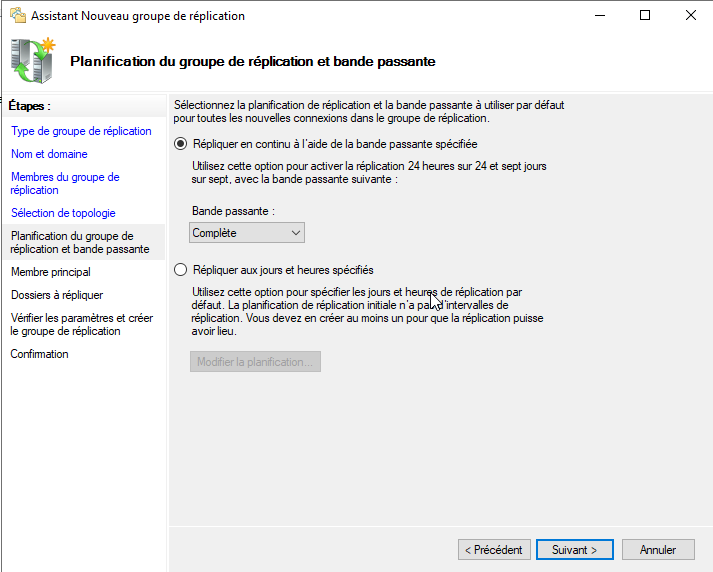 Assistant Nouveau groupe de réplication
Planification du groupe de réplication et bande passante
Étapes :
Type de groupe de réplication
Nom et domaine
Membres du groupe de
réplication
Sélection de topologie
Planification du groupe de
réplication et bande passante
Membre principal
Dossiers à répliquer
Vérifier les paramètres et créer
le groupe de réplication
Confirmation
Sélectionnez la planification de réplication et la bande passante à utiliser par défaut
pour toutes les nouvelles connexions dans le groupe de réplication.
Répliquer en continu à l'aide de la bande passante spécifiée
Utilisez cette option pour activer la réplication 24 heures sur 24 et sept jours
sur sept, avec la bande passante suivante :
Bande passante :
Complète
Répliquer aux jours et heures spécifiés
Utilisez cette option pour spécifier les jours et heures de réplication par
défaut. La planification de réplication initiale n'a pas d'intervalles de
réplication. Vous devez en créer au moins un pour que la réplication puisse
avoir lieu.
Modifier la planification...
< Précédent
Suivant >
Annuler